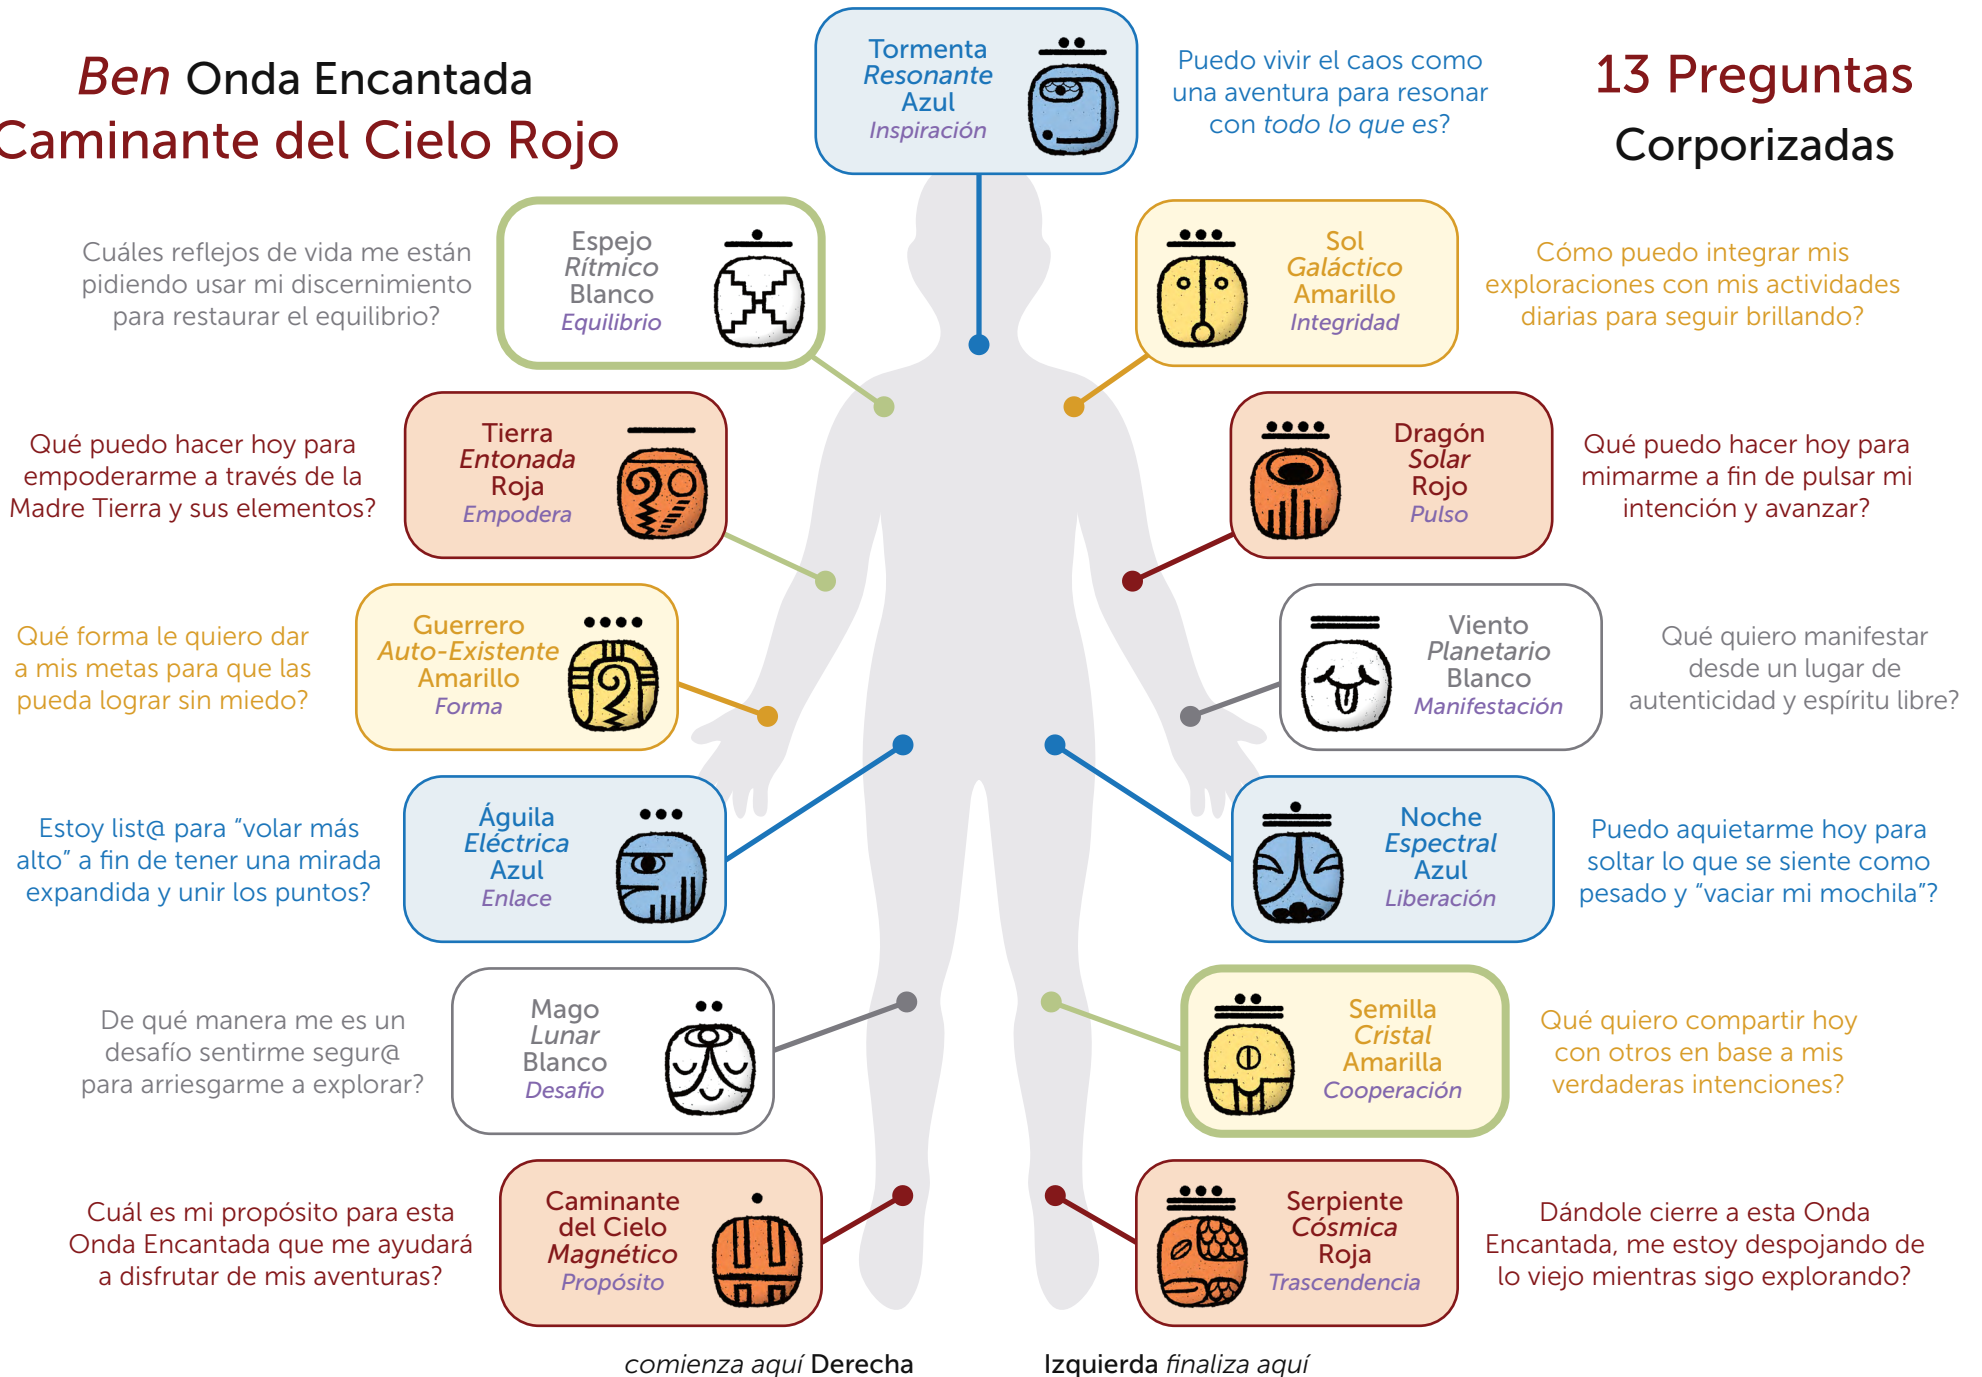 Ben Onda Encantada
Caminante del Cielo Rojo
13 Preguntas
Corporizadas
Tormenta
Resonante
Azul
Inspiración
Puedo vivir el caos como
una aventura para resonar
con todo lo que es?
Cuáles reflejos de vida me están
pidiendo usar mi discernimiento
para restaurar el equilibrio?
Espejo
Rítmico
Blanco
Equilibrio
Sol
Galáctico
Amarillo
Integridad
Cómo puedo integrar mis
exploraciones con mis actividades
diarias para seguir brillando?
Qué puedo hacer hoy para
empoderarme a través de la
Madre Tierra y sus elementos?
Tierra
Entonada
Roja
Empodera
Dragón
Solar
Rojo
Pulso
Qué puedo hacer hoy para
mimarme a fin de pulsar mi
intención y avanzar?
Qué forma le quiero dar
a mis metas para que las
pueda lograr sin miedo?
Guerrero
Auto-Existente
Amarillo
Forma
Viento
Planetario
Blanco
Manifestación
Qué quiero manifestar
desde un lugar de
autenticidad y espíritu libre?
Estoy list@ para “volar más
alto” a fin de tener una mirada
expandida y unir los puntos?
Águila
Eléctrica
Azul
Enlace
Noche
Espectral
Azul
Liberación
Puedo aquietarme hoy para
soltar lo que se siente como
pesado y “vaciar mi mochila”?
De qué manera me es un
desafío sentirme segur@
para arriesgarme a explorar?
Mago
Lunar
Blanco
Desafio
Semilla
Cristal
Amarilla
Cooperación
Qué quiero compartir hoy
con otros en base a mis
verdaderas intenciones?
Cuál es mi propósito para esta
Onda Encantada que me ayudará
a disfrutar de mis aventuras?
Caminante
del Cielo
Magnético
Propósito
Serpiente
Cósmica
Roja
Trascendencia
Dándole cierre a esta Onda
Encantada, me estoy despojando de
lo viejo mientras sigo explorando?
comienza aquí Derecha
Izquierda finaliza aquí